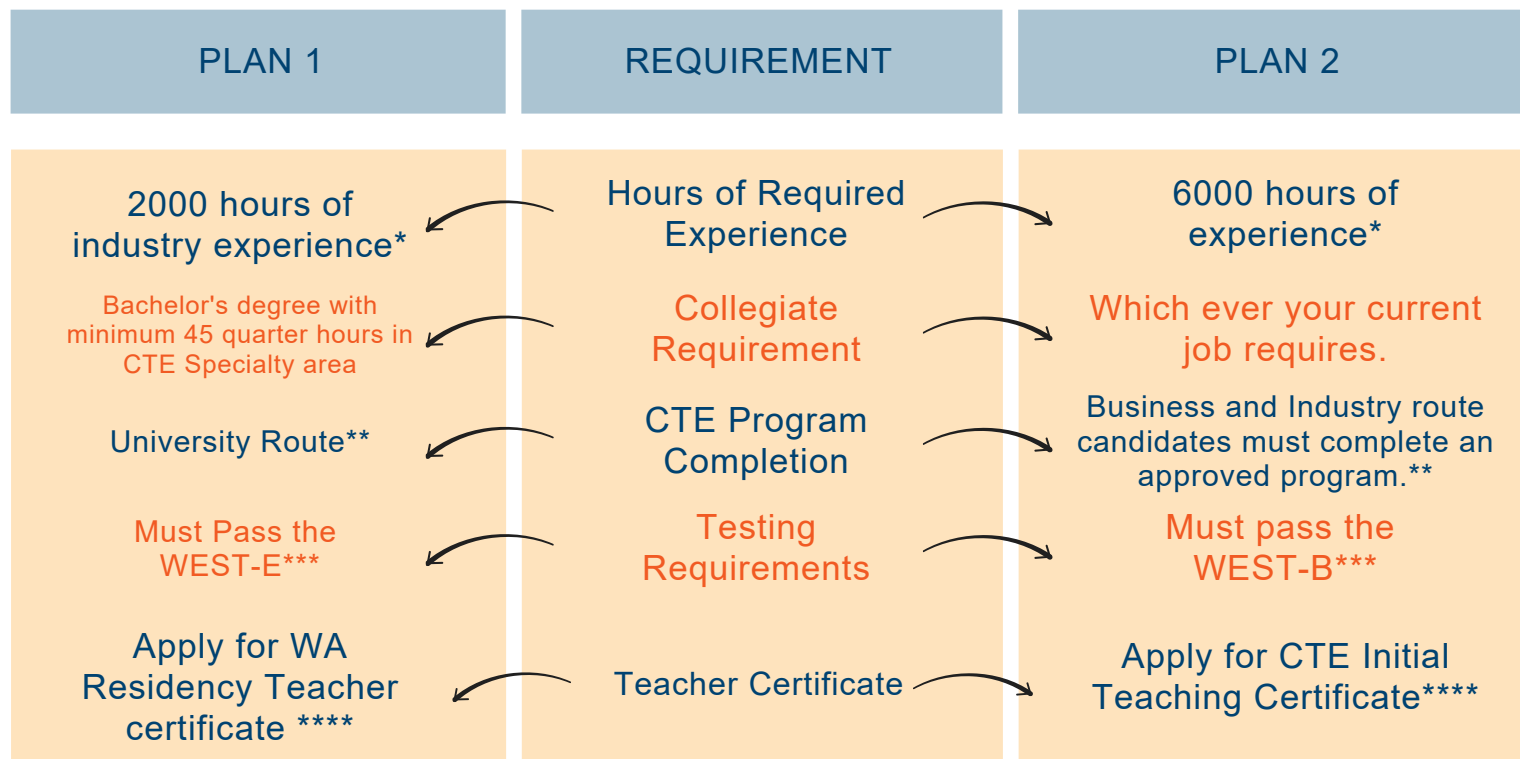 PLAN 1
REQUIREMENT
PLAN 2
2000 hours of
industry experience*
Hours of Required
Experience
6000 hours of
experience*
Bachelor's degree with
minimum 45 quarter hours in
CTE Specialty area
Collegiate
Requirement
Which ever your current
job requires.
University Route**
CTE Program
Completion
Business and Industry route
candidates must complete an
approved program.**
Must Pass the
WEST-E***
Testing
Requirements
Must pass the
WEST-B***
Apply for WA
Residency Teacher
certificate ****
Teacher Certificate
Apply for CTE Initial
Teaching Certificate****